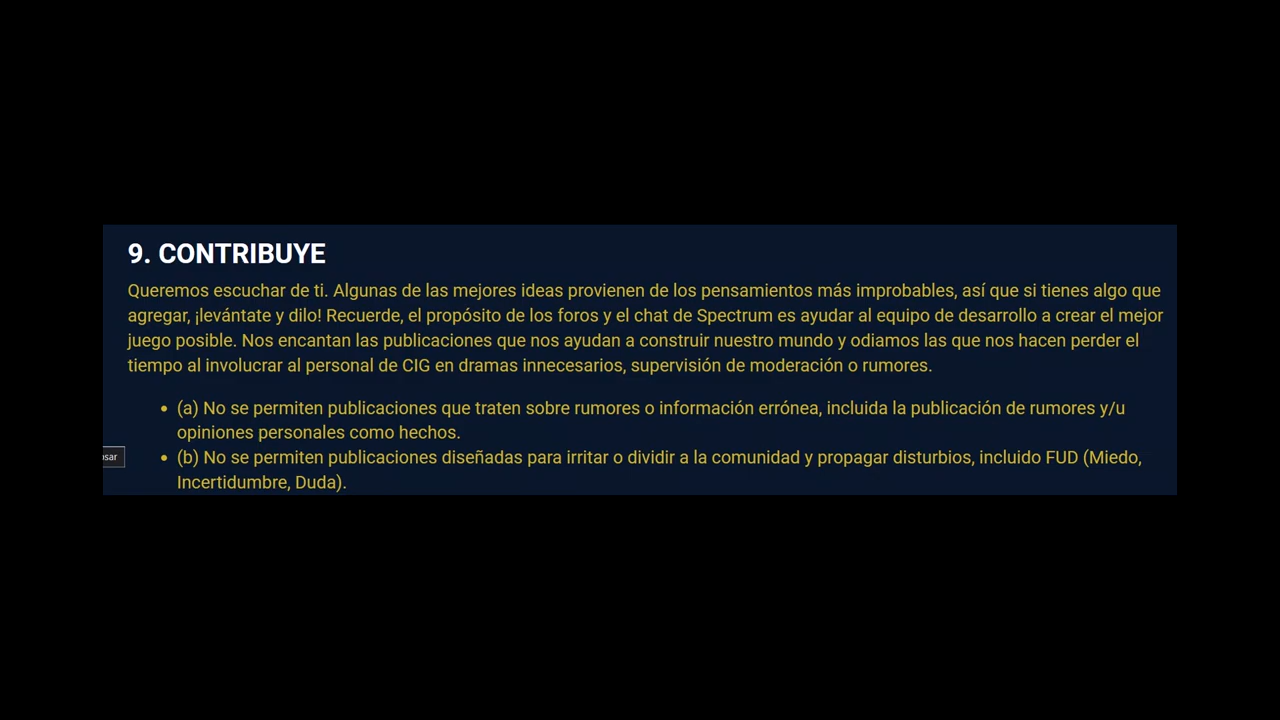 9. CONTRIBUYE
Queremos escuchar de ti. Algunas de las mejores ideas provienen de los pensamientos más improbables, así que si tienes algo que
agregar, ¡levántate y dilo! Recuerde, el propósito de los foros y el chat de Spectrum es ayudar al equipo de desarrollo a crear el mejor
juego posible. Nos encantan las publicaciones que nos ayudan a construir nuestro mundo y odiamos las que nos hacen perder el
tiempo al involucrar al personal de CIG en dramas innecesarios, supervisión de moderación o rumores.
• (a) No se permiten publicaciones que traten sobre rumores o información errónea, incluida la publicación de rumores y/u
opiniones personales como hechos.
• (b) No se permiten publicaciones diseñadas para irritar o dividir a la comunidad y propagar disturbios, incluido FUD (Miedo,
Incertidumbre, Duda).